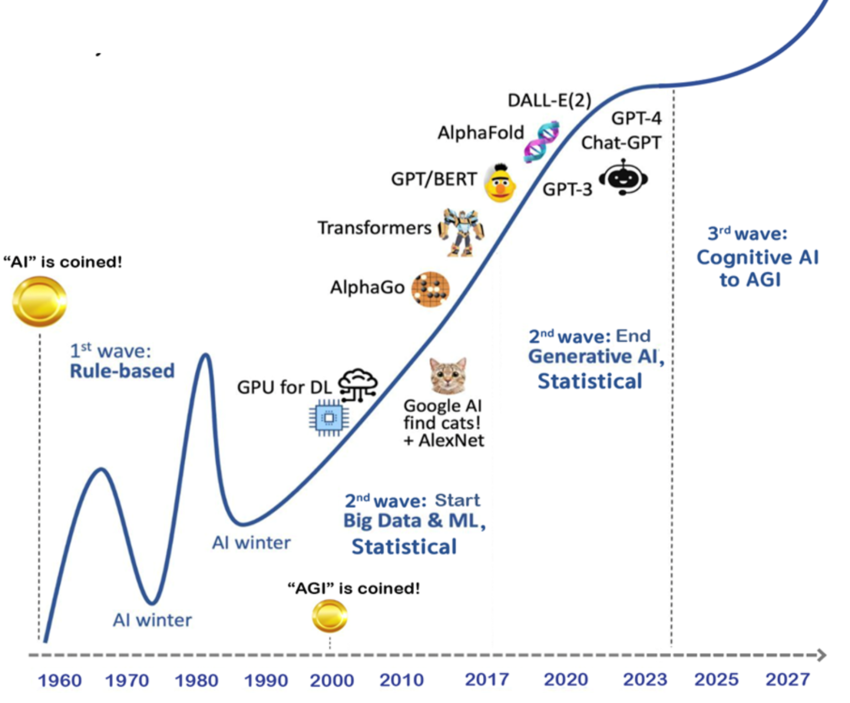 DALL-E(2)
GPT-4
AlphaFold
Chat-GPT
GPT/BERT
GPT-3
Transformers
3rd wave:
Cognitive AI
to AGI
“AI” is coined!
AlphaGo
1st wave:
Rule-based
2nd wave: End
Generative AI,
Statistical
GPU for DL
Google AI
find cats!
+ AlexNet
2nd wave: Start
Big Data & ML,
Statistical
AI winter
“AGI” is coined!
AI winter
1960 1970 1980 1990 2000 2010 2017 2020 2023 2025 2027